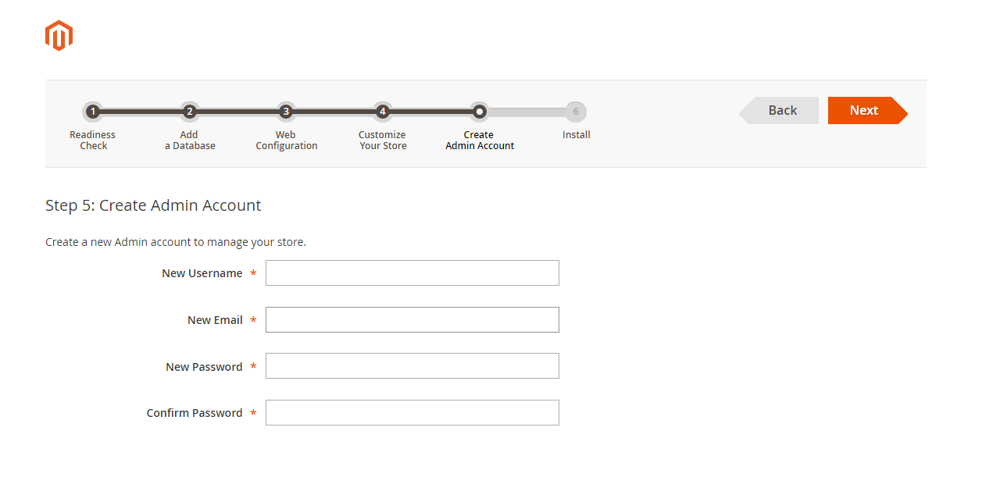 1 2 3 4 6
Back Next
Readiness Check
Add a Database
Web Configuration
Customize Your Store
Create Admin Account
Install
Step 5: Create Admin Account
Create a new Admin account to manage your store.
New Username *
New Email *
New Password *
Confirm Password *